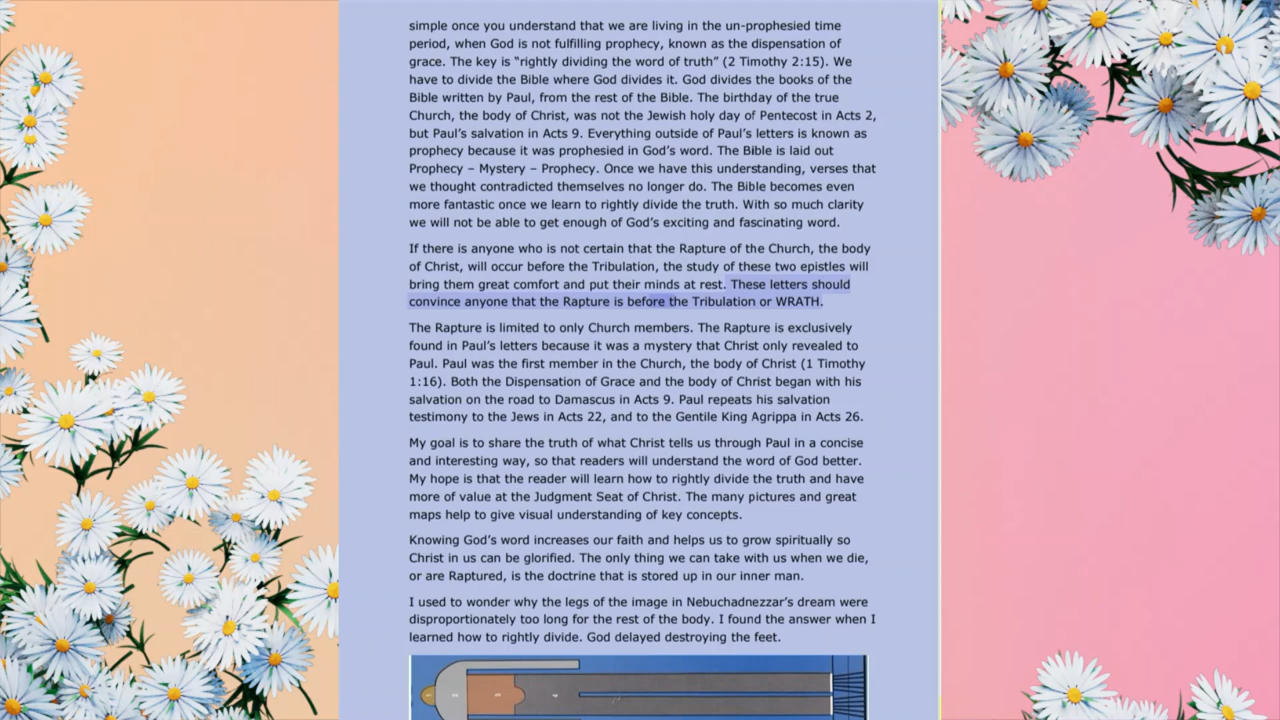 simple once you understand that we are living in the un-prophesied time
period, when God is not fulfilling prophecy, known as the dispensation of
grace. The key is “rightly dividing the word of truth” (2 Timothy 2:15). We
have to divide the Bible where God divides it. God divides the books of the
Bible written by Paul, from the rest of the Bible. The birthday of the true
Church, the body of Christ, was not the Jewish holy day of Pentecost in Acts 2,
but Paul’s salvation in Acts 9. Everything outside of Paul’s letters is known as
prophecy because it was prophesied in God’s word. The Bible is laid out
Prophecy – Mystery – Prophecy. Once we have this understanding, verses that
we thought contradicted themselves no longer do. The Bible becomes even
more fantastic once we learn to rightly divide the truth. With so much clarity
we will not be able to get enough of God’s exciting and fascinating word.
If there is anyone who is not certain that the Rapture of the Church, the body
of Christ, will occur before the Tribulation, the study of these two epistles will
bring them great comfort and put their minds at rest. These letters should
convince anyone that the Rapture is before the Tribulation or WRATH.
The Rapture is limited to only Church members. The Rapture is exclusively
found in Paul’s letters because it was a mystery that Christ only revealed to
Paul. Paul was the first member in the Church, the body of Christ (1 Timothy
1:16). Both the Dispensation of Grace and the body of Christ began with his
salvation on the road to Damascus in Acts 9. Paul repeats his salvation
testimony to the Jews in Acts 22, and to the Gentile King Agrippa in Acts 26.
My goal is to share the truth of what Christ tells us through Paul in a concise
and interesting way, so that readers will understand the word of God better.
My hope is that the reader will learn how to rightly divide the truth and have
more of value at the Judgment Seat of Christ. The many pictures and great
maps help to give visual understanding of key concepts.
Knowing God’s word increases our faith and helps us to grow spiritually so
Christ in us can be glorified. The only thing we can take with us when we die,
or are Raptured, is the doctrine that is stored up in our inner man.
I used to wonder why the legs of the image in Nebuchadnezzar’s dream were
disproportionately too long for the rest of the body. I found the answer when I
learned how to rightly divide. God delayed destroying the feet.